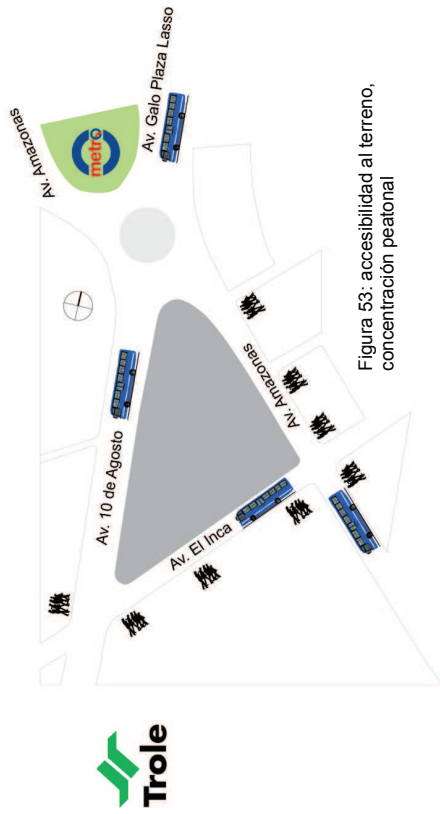 Av. Amazonas
metro
Av. Galo Plaza Lasso
Av. 10 de Agosto
Av. Amazonas
Av. El Inca
Trole
Figura 53: accesibilidad al terreno,
concentración peatonal